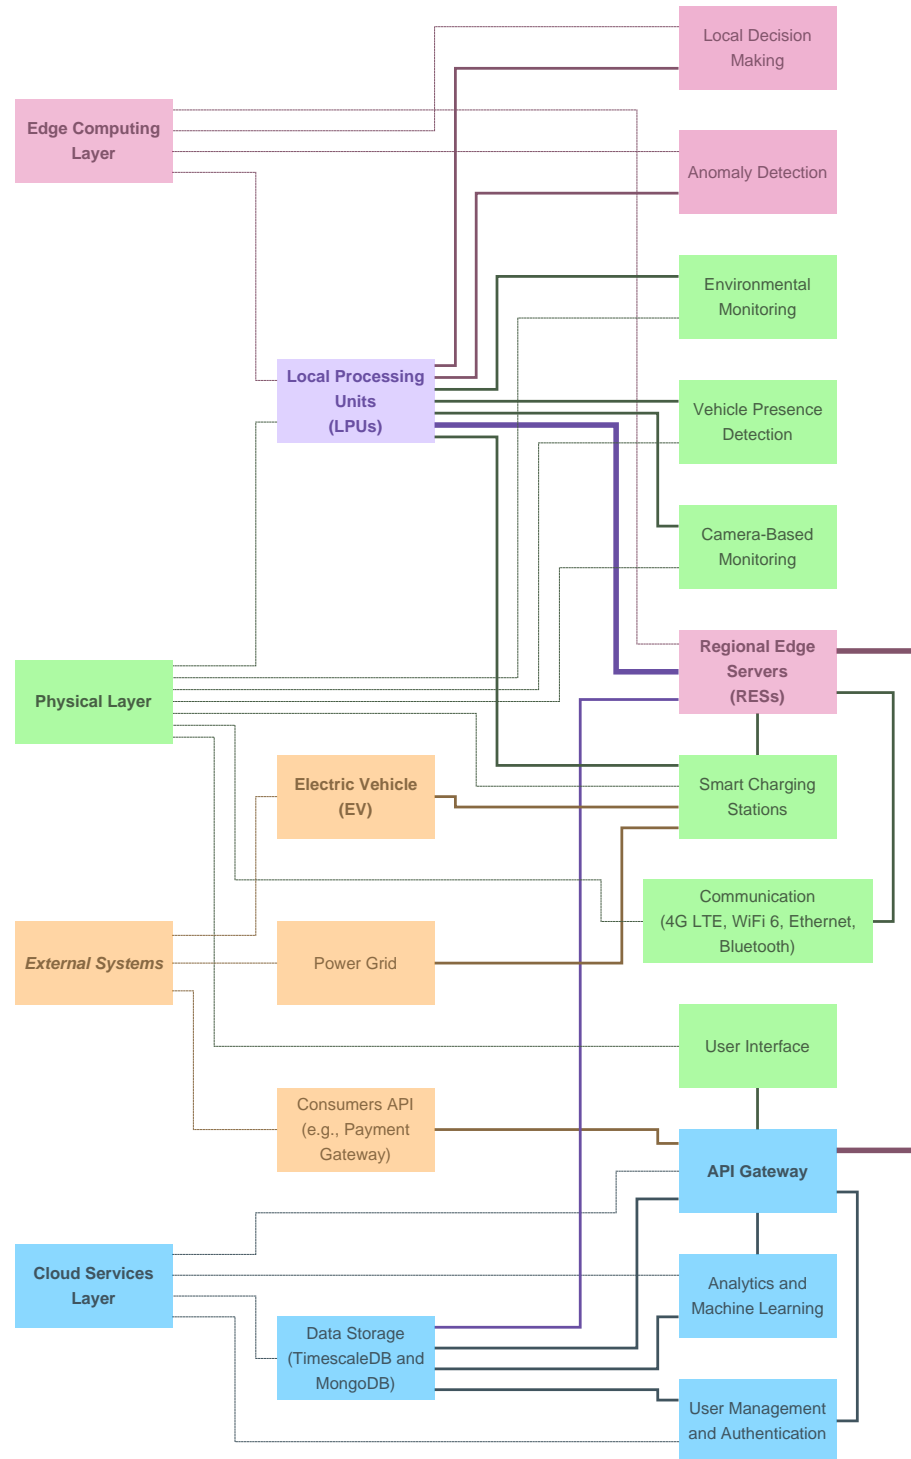 Local Decision
Making
Edge Computing
Layer
Anomaly Detection
Environmental
Monitoring
Local Processing
Units
(LPUs)
Vehicle Presence
Detection
Camera-Based
Monitoring
Regional Edge
Servers
(RESs)
Physical Layer
Electric Vehicle
(EV)
Smart Charging
Stations
Communication
(4G LTE, WiFi 6, Ethernet,
Bluetooth)
External Systems
Power Grid
User Interface
Consumers API
(e.g., Payment
Gateway)
API Gateway
Cloud Services
Layer
Analytics and
Machine Learning
Data Storage
(TimescaleDB and
MongoDB)
User Management
and Authentication